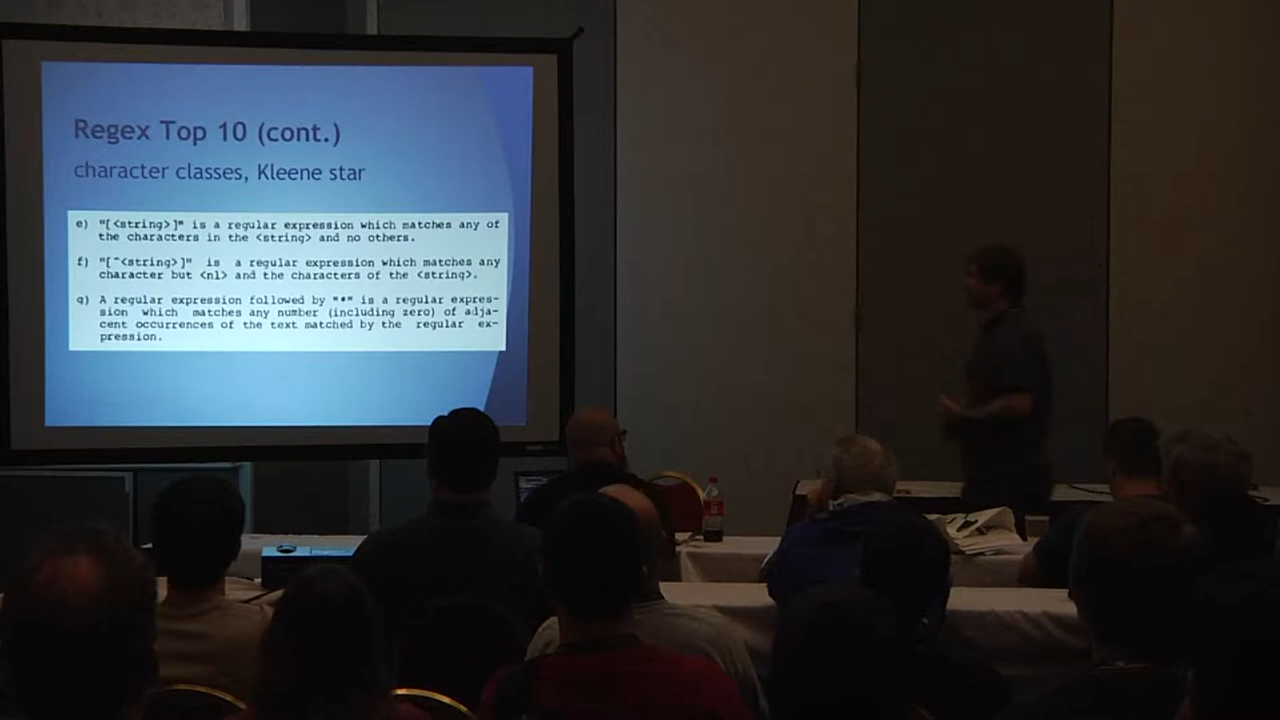 Regex Top 10 (cont.)
character classes, Kleene star
e) "[<string>]" is a regular expression which matches any of
the characters in the <string> and no others.
f) "[^<string>]" is a regular expression which matches any
character but <nl> and the characters of the <string>.
g) A regular expression followed by "*" is a regular expres-
sion which matches any number (including zero) of adja-
cent occurrences of the text matched by the regular ex-
pression.